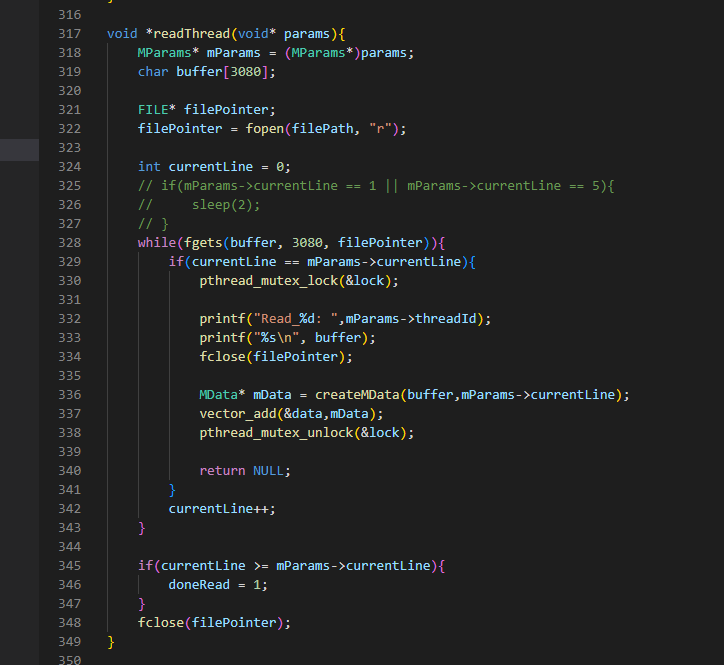 316
317 void *readThread(void* params){
318 MParams* mParams = (MParams*)params;
319 char buffer[3080];
320
321 FILE* filePointer;
322 filePointer = fopen(filePath, "r");
323
324 int currentLine = 0;
325 // if(mParams->currentLine == 1 || mParams->currentLine == 5){
326 //     sleep(2);
327 // }
328 while(fgets(buffer, 3080, filePointer)){
329 if(currentLine == mParams->currentLine){
330 pthread_mutex_lock(&lock);
331
332 printf("Read_%d: ",mParams->threadId);
333 printf("%s\n", buffer);
334 fclose(filePointer);
335
336 MData* mData = createMData(buffer,mParams->currentLine);
337 vector_add(&data,mData);
338 pthread_mutex_unlock(&lock);
339
340 return NULL;
341 }
342 currentLine++;
343 }
344
345 if(currentLine >= mParams->currentLine){
346 doneRead = 1;
347 }
348 fclose(filePointer);
349 }
350